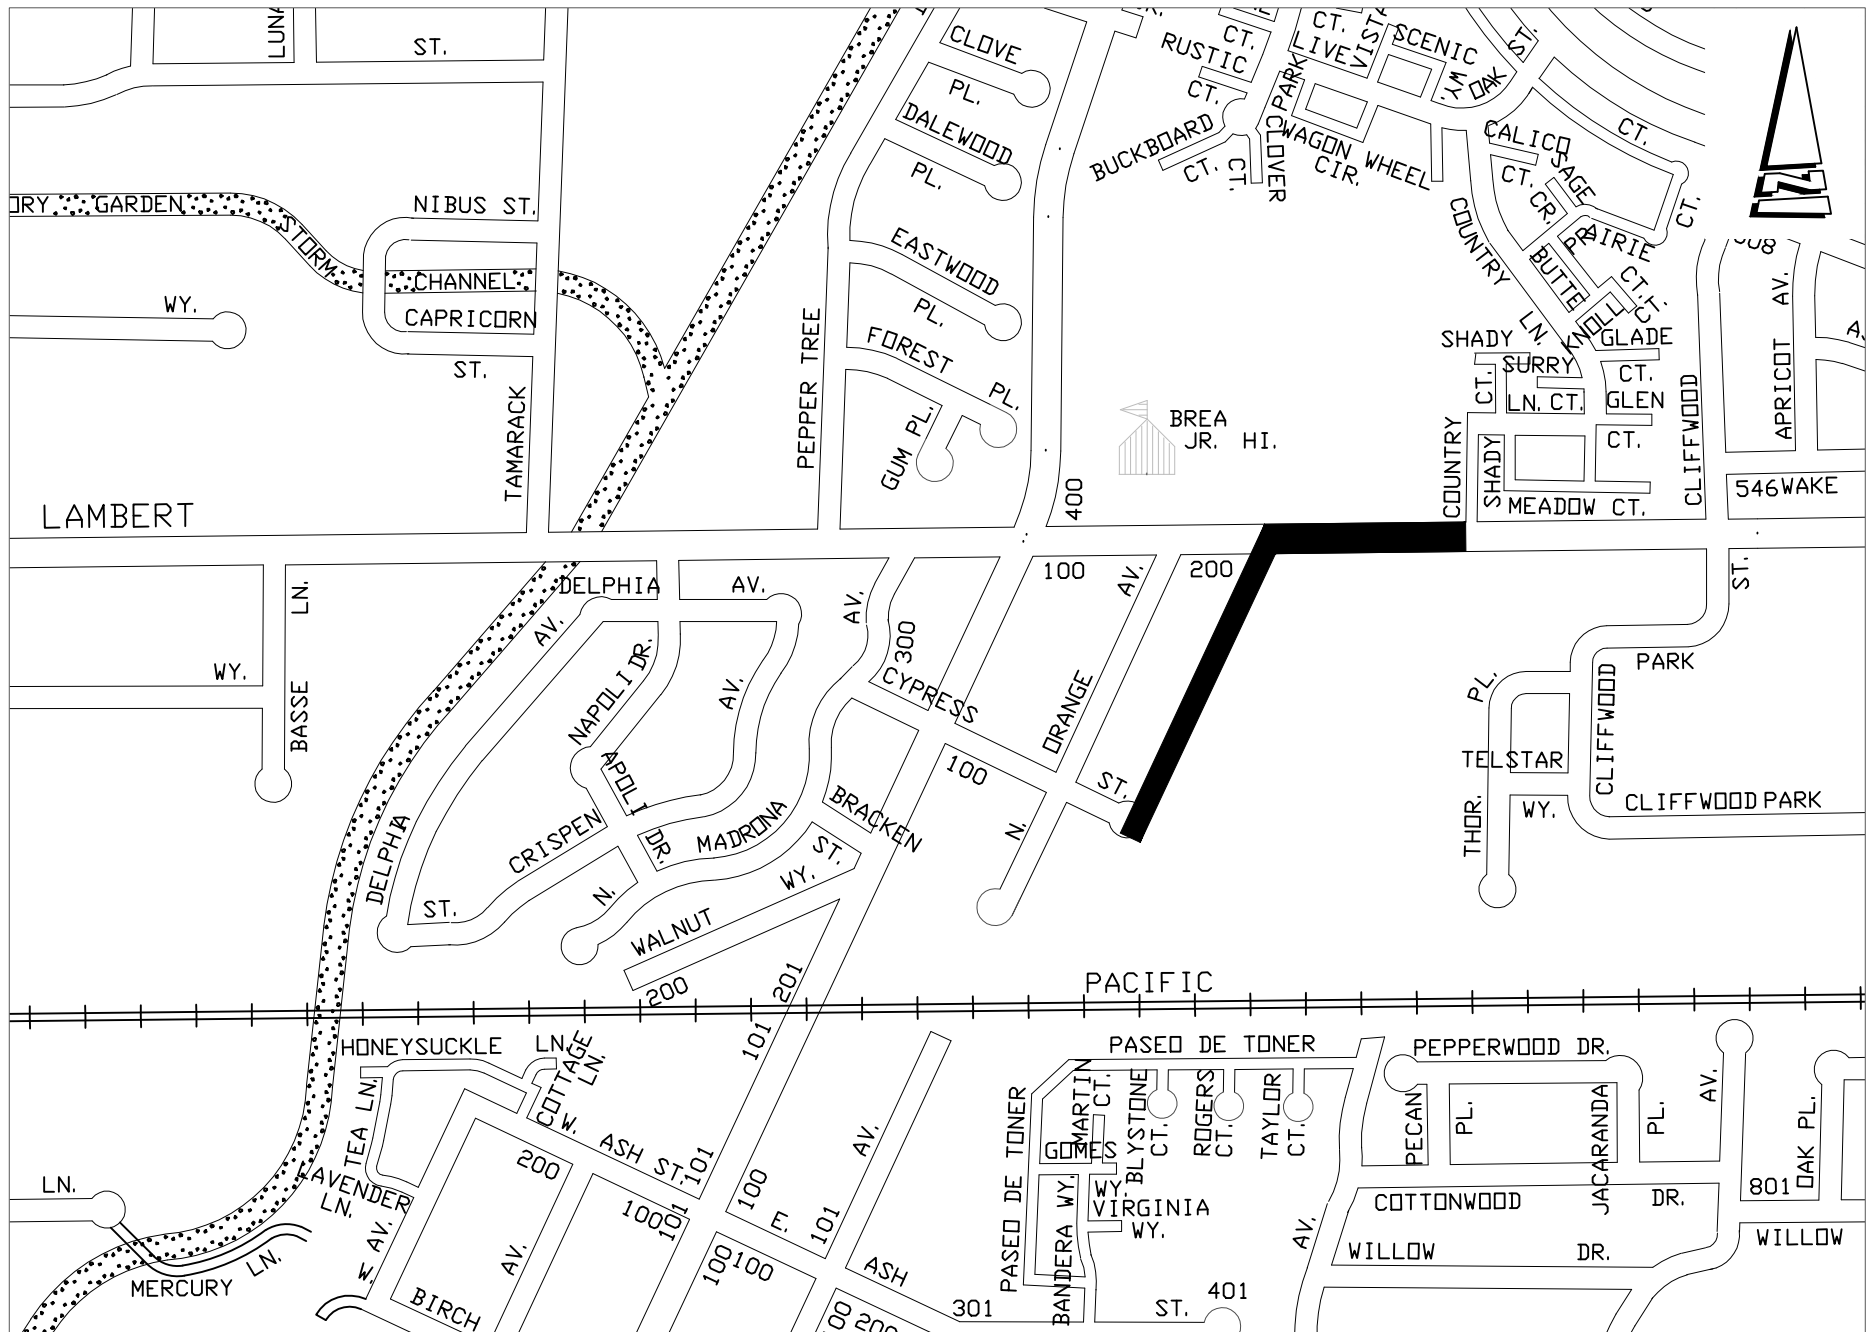 LUNA
ST.
CLOVE
PL.
DALEWOOD
PL.
EASTWOOD
PL.
FOREST
PL.
GUM PL.
PEPPER TREE
RUSTIC
CT.
CT.
BUCKBOARD
CT.
CT.
CLOVER
PARK
CT.
LIVE
OAK
VISTA
SCENIC
WY.
ST.
WAGON WHEEL
CIR.
CALICO
CT.
SAGE
CR.
CT.
CT.
PRAIRIE
CT.
BUTTE
CT.
KNOLL
COUNTRY
LN
SHADY
GLADE
SURRY
CT.
CT.
LN. CT.
GLEN
CT.
COUNTRY
SHADY
MEADOW CT.
CLIFFWOOD
APRICOT AV.
546 WAKE
N
GARDEN
STORM
CHANNEL
NIBUS ST.
CAPRICORN
ST.
WY.
TAMARACK
LAMBERT
BREA
JR. HI.
400
100
200
BASSE LN.
WY.
DELPHIA AV.
AV.
DELPHIA
NAPOLI DR.
NAPOLI DR.
AV.
AV.
300
CYPRESS
ST.
100
ORANGE AV.
N.
CRISPEN
ST.
MADRONA
N.
BRACKEN
ST.
WALNUT WY.
200
201
ST.
PARK
CLIFFWOOD
PL.
THOR.
TELSTAR
WY.
CLIFFWOOD PARK
PACIFIC
101
HONEYSUCKLE LN.
COTTAGE
LN.
TEA LN.
LAVENDER
LN.
W. ASH ST.
101
200
100
101
100
E.
101
AV.
ASH
100
100
AV.
W. AV.
BIRCH
LN.
MERCURY LN.
200
301
ST.
401
PASEO DE TONER
PASEO DE TONER
MARTIN
CT.
BLYSTONE
CT.
ROGERS
CT.
TAYLOR
CT.
GOMES
WY.
VIRGINIA
WY.
BANDERA WY.
AV.
PEPPERWOOD DR.
PECAN
PL.
JACARANDA
PL.
AV.
OAK PL.
801
COTTONWOOD DR.
WILLOW DR.
WILLOW